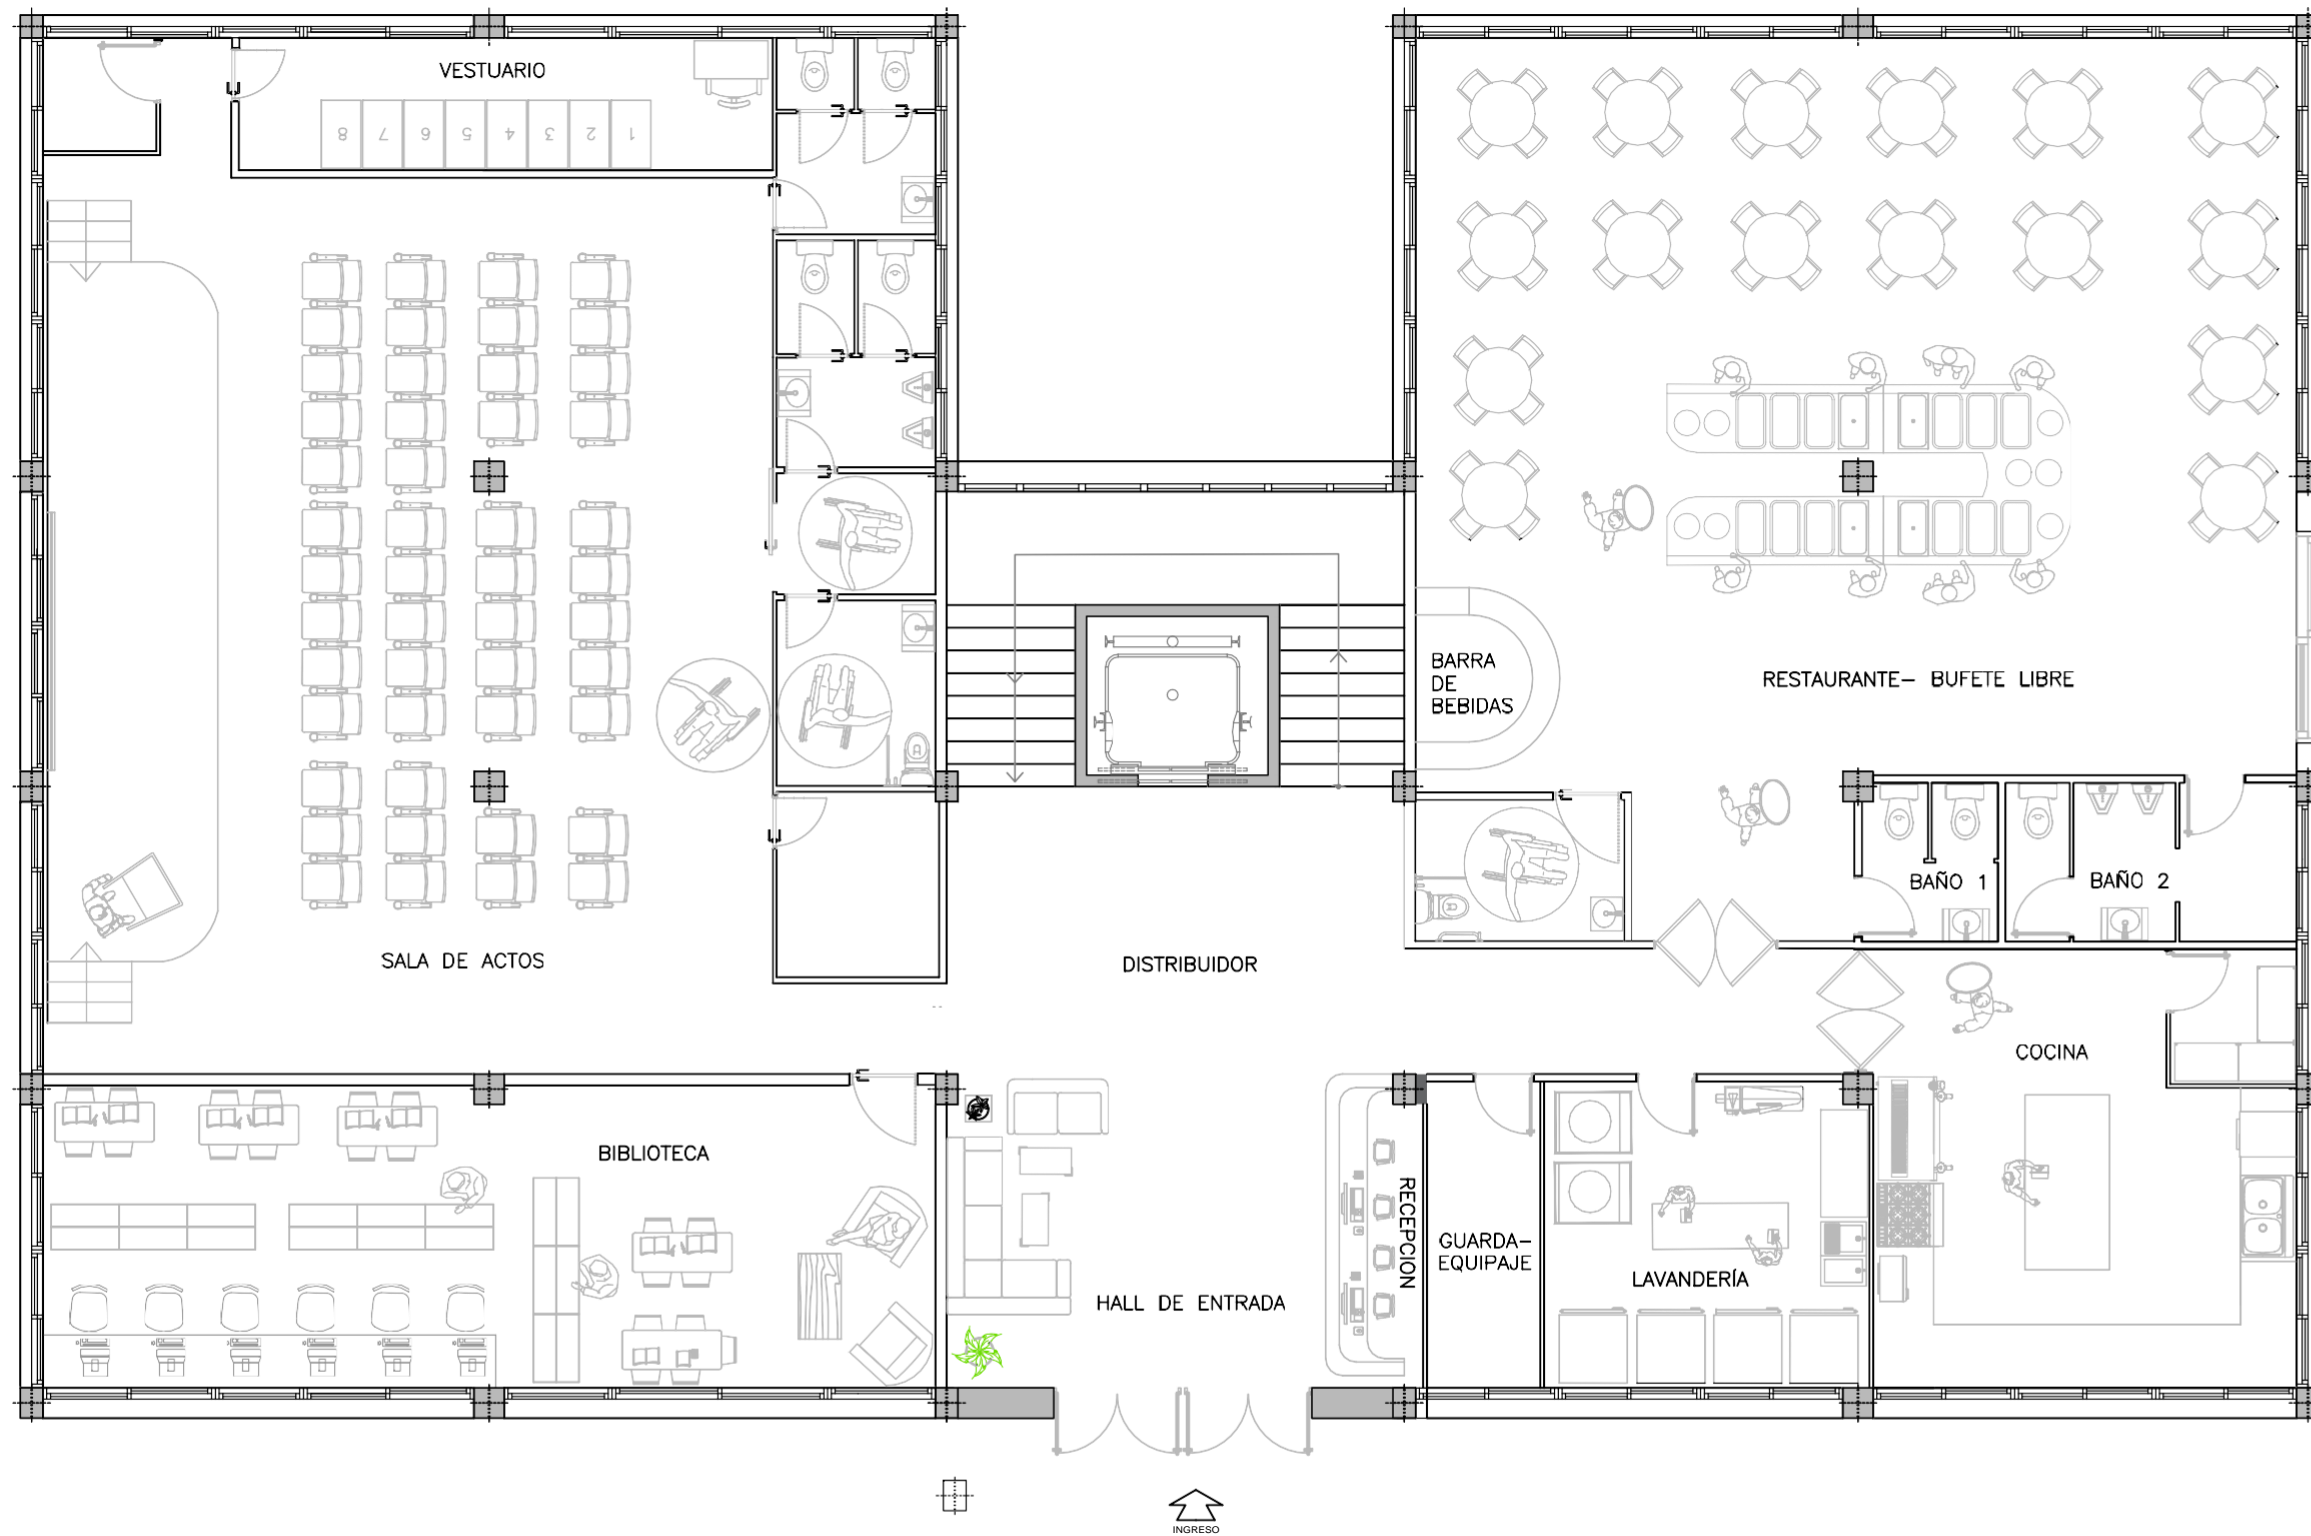 VESTUARIO
8 7 6 5 4 3 2 1
BARRA
DE
BEBIDAS
RESTAURANTE- BUFETE LIBRE
BAÑO 1
BAÑO 2
SALA DE ACTOS
DISTRIBUIDOR
COCINA
BIBLIOTECA
RECEPCION
GUARDA-
EQUIPAJE
LAVANDERÍA
HALL DE ENTRADA
INGRESO